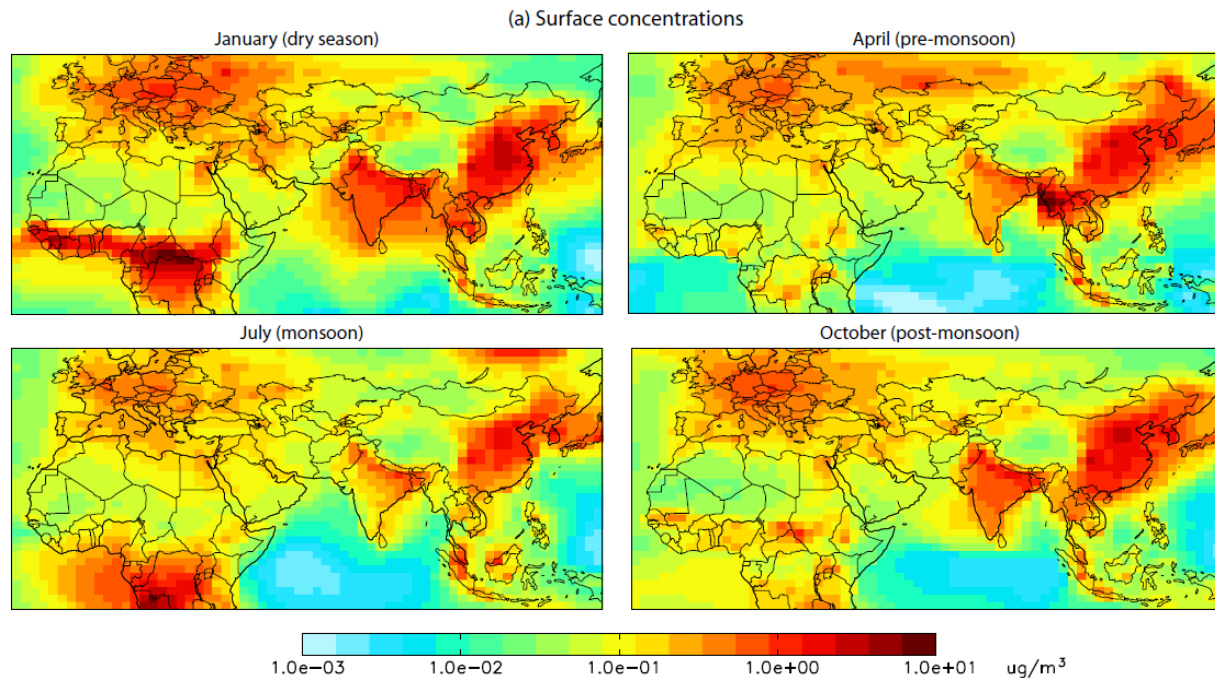 (a) Surface concentrations
January (dry season)
April (pre-monsoon)
July (monsoon)
October (post-monsoon)
1.0e-03 1.0e-02 1.0e-01 1.0e+00 1.0e+01 ug/m³